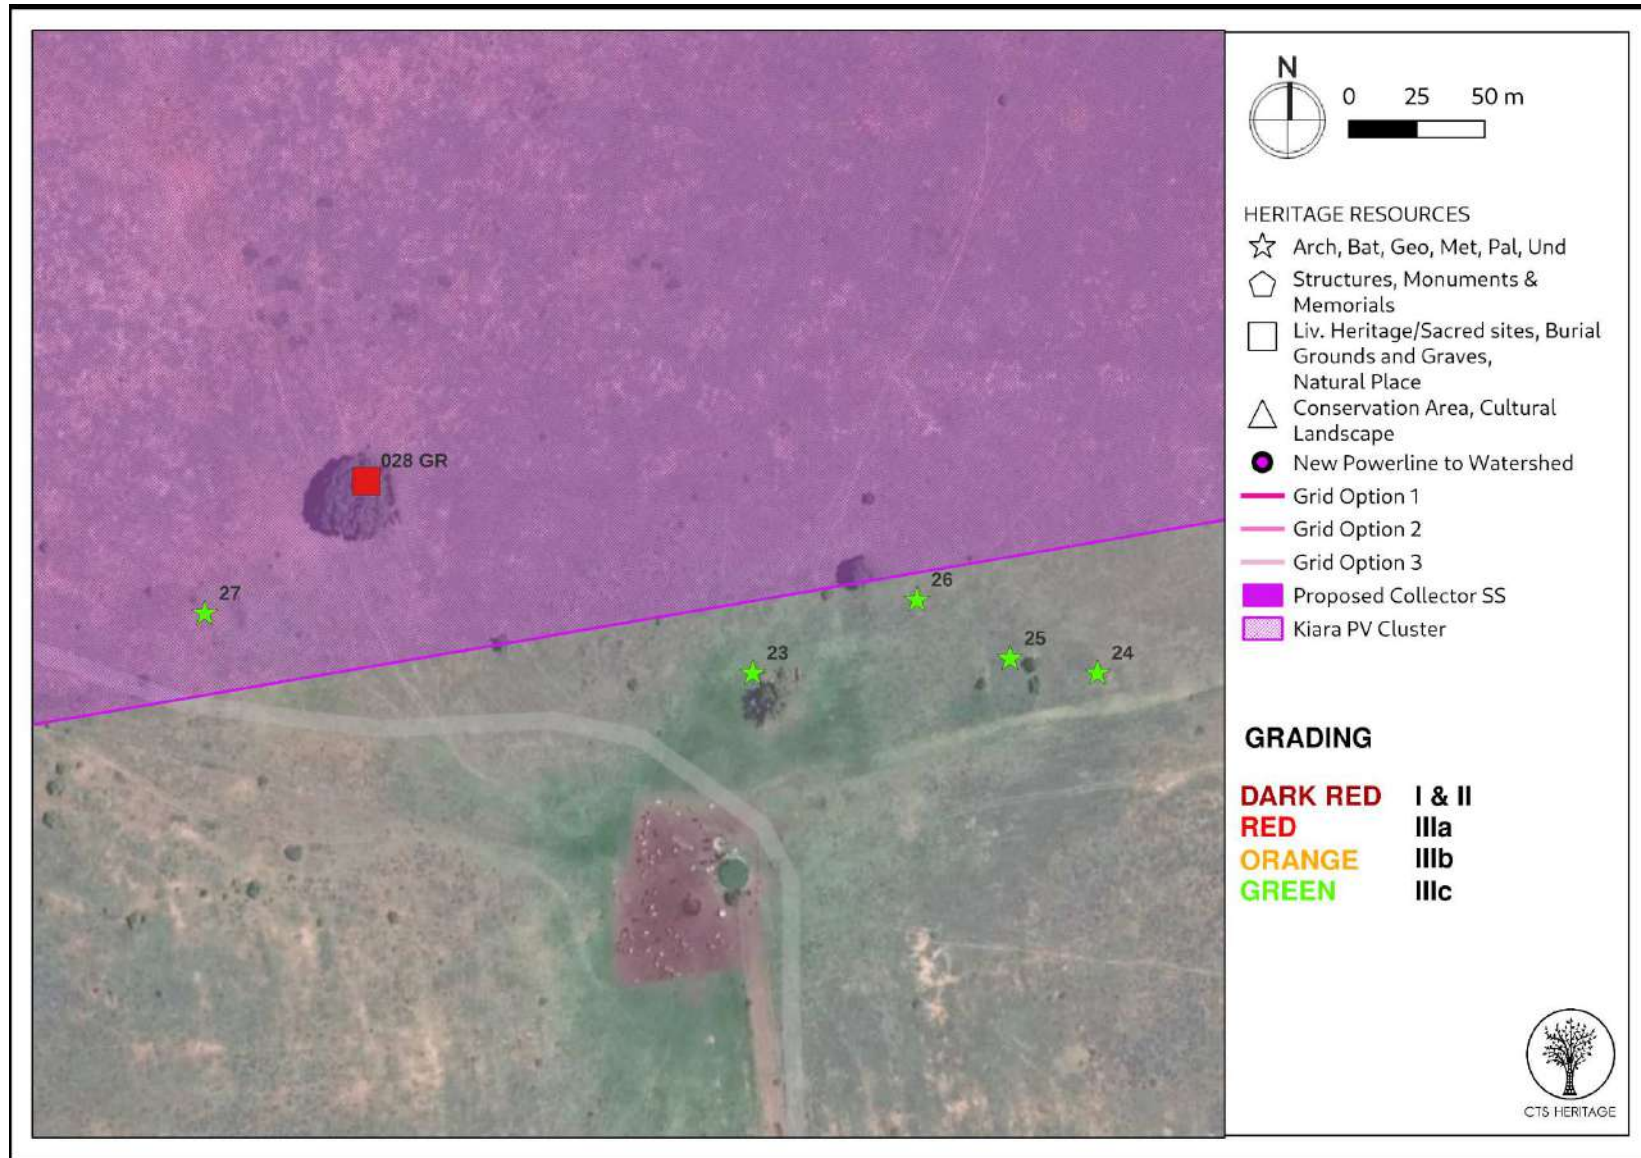 028 GR
27
26
23
25
24
N
0 25 50 m
HERITAGE RESOURCES
Arch, Bat, Geo, Met, Pal, Und
Structures, Monuments &
Memorials
Liv. Heritage/Sacred sites, Burial
Grounds and Graves,
Natural Place
Conservation Area, Cultural
Landscape
New Powerline to Watershed
Grid Option 1
Grid Option 2
Grid Option 3
Proposed Collector SS
Kiara PV Cluster
GRADING
DARK RED I & II
RED IIIa
ORANGE IIIb
GREEN IIIc
CTS HERITAGE